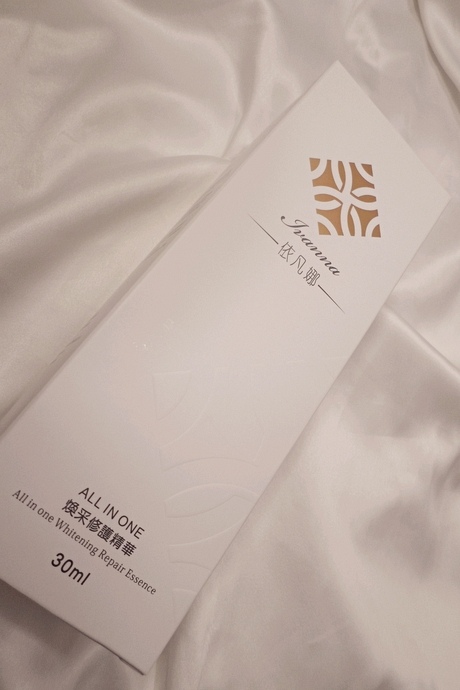 Ivanna
依凡娜
ALL IN ONE
煥采修護精華
All in one Whitening Repair Essence
30ml